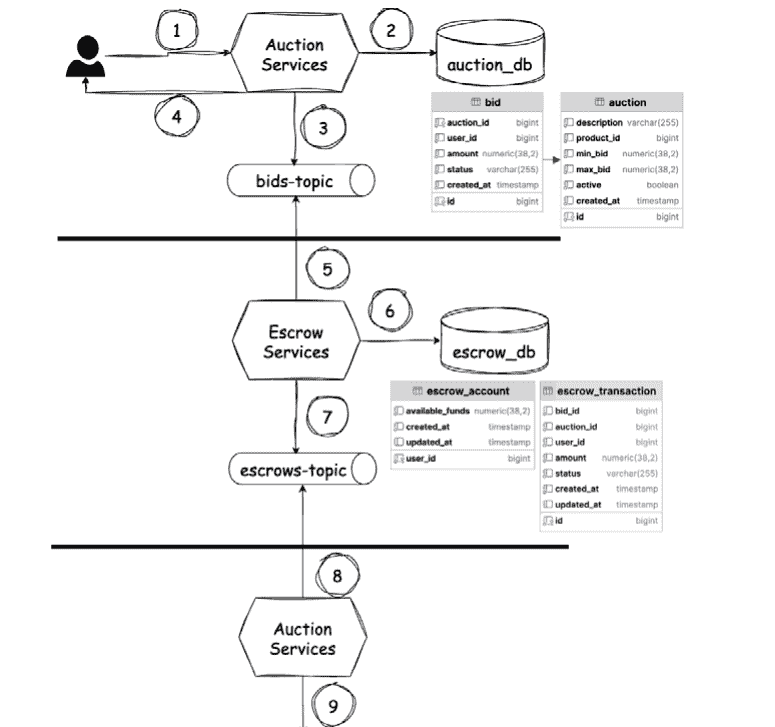 1
2
Auction
Services
auction_db
4
3
bids-topic
bid
auction_id bigint
user_id bigint
amount numeric(38,2)
status varchar(255)
created_at timestamp
id bigint
auction
description varchar(255)
product_id bigint
min_bid numeric(38,2)
max_bid numeric(38,2)
active boolean
created_at timestamp
id bigint
5
6
Escrow
Services
escrow_db
7
escrow_account
available_funds numeric(38,2)
created_at timestamp
updated_at timestamp
user_id bigint
escrow_transaction
bid_id bigint
auction_id bigint
user_id bigint
amount numeric(38,2)
status varchar(255)
created_at timestamp
updated_at timestamp
id bigint
escrows-topic
8
Auction
Services
9